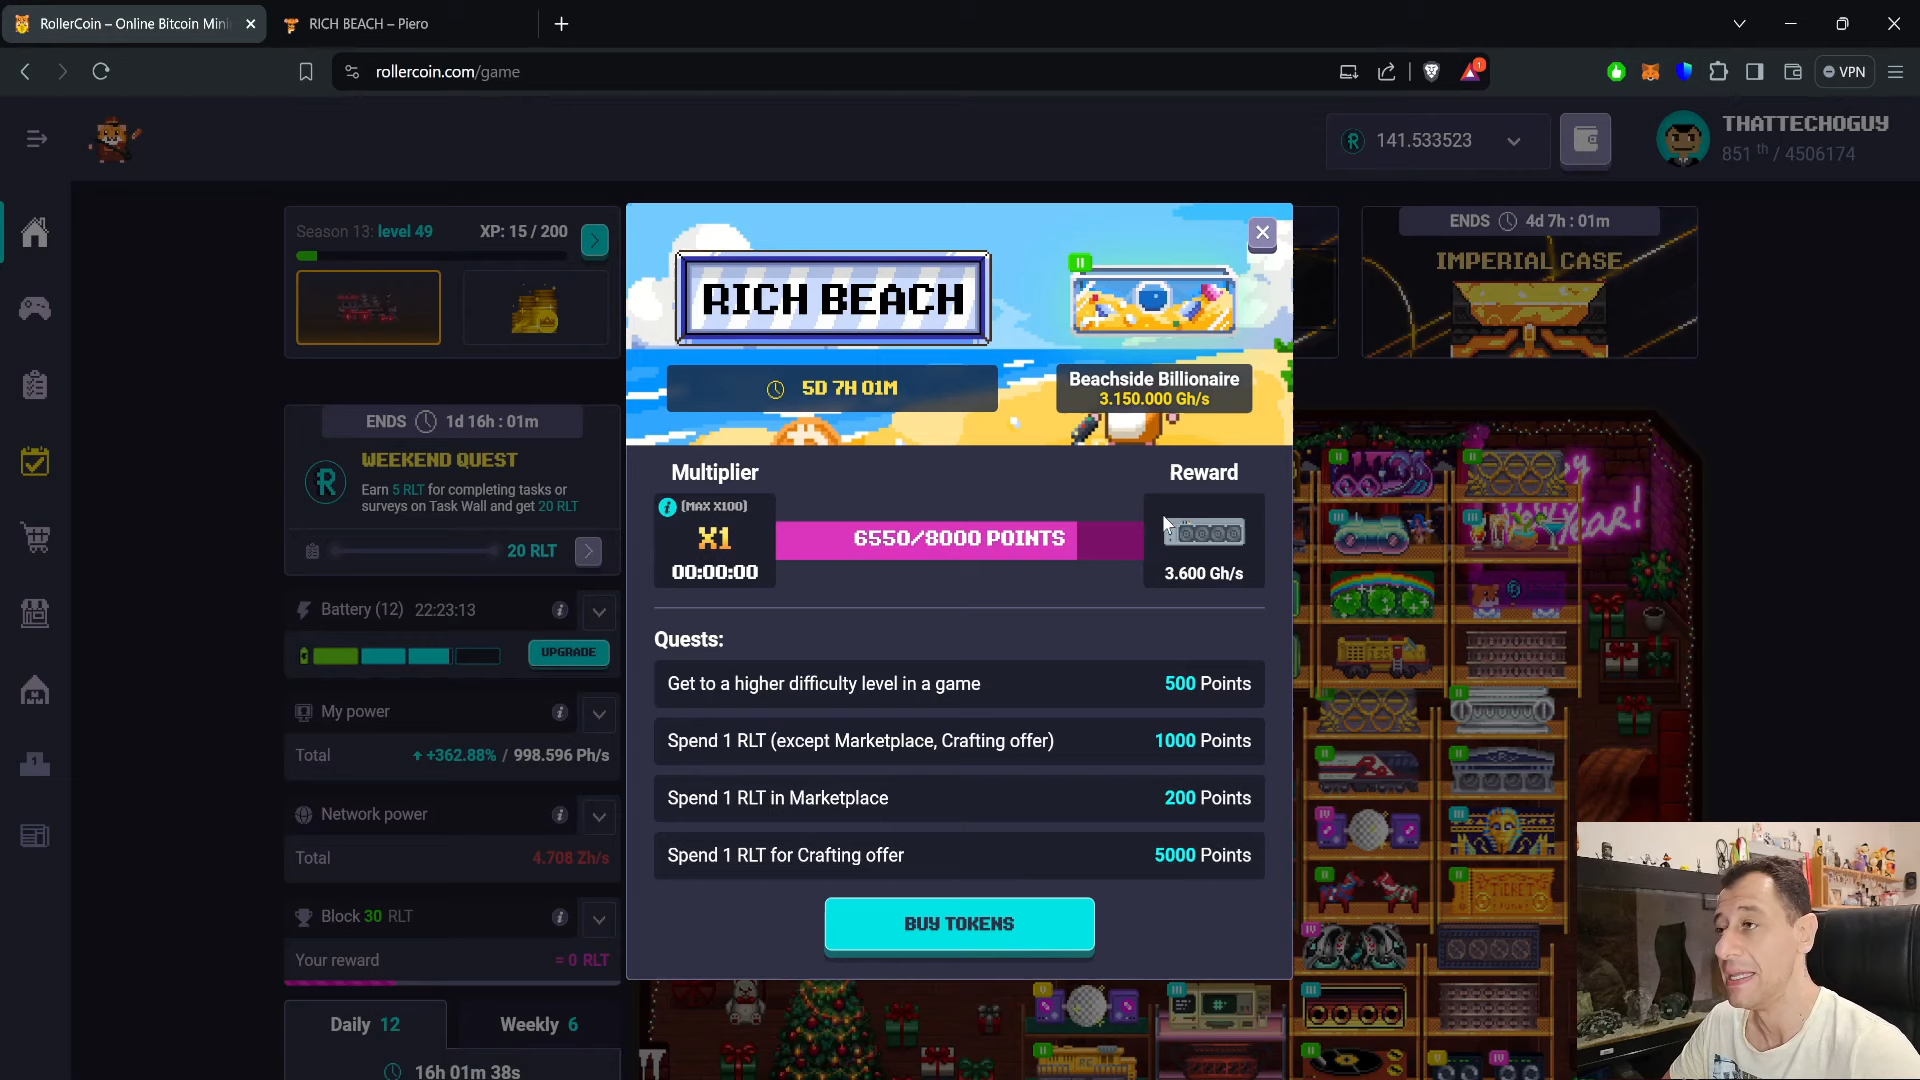 RollerCoin – Online Bitcoin Mini
RICH BEACH – Piero
rollercoin.com/game
1
VPN
141.533523
THATTECHOGUY
851 th / 4506174
Season 13: level 49
XP: 15 / 200
ENDS 4d 7h : 01m
IMPERIAL CASE
RICH BEACH
5D 7H 01M
Beachside Billionaire
3.150.000 Gh/s
ENDS 1d 16h : 01m
WEEKEND QUEST
Earn 5 RLT for completing tasks or
surveys on Task Wall and get 20 RLT
20 RLT
Multiplier
Reward
(MAX X100)
X1
00:00:00
6550/8000 POINTS
3.600 Gh/s
Battery (12) 22:23:13
UPGRADE
Quests:
Get to a higher difficulty level in a game 500 Points
Spend 1 RLT (except Marketplace, Crafting offer) 1000 Points
Spend 1 RLT in Marketplace 200 Points
Spend 1 RLT for Crafting offer 5000 Points
BUY TOKENS
My power
Total +362.88% / 998.596 Ph/s
Network power
Total 4.708 Zh/s
Block 30 RLT
Your reward = 0 RLT
Daily 12
Weekly 6
16h 01m 38s
TICKET